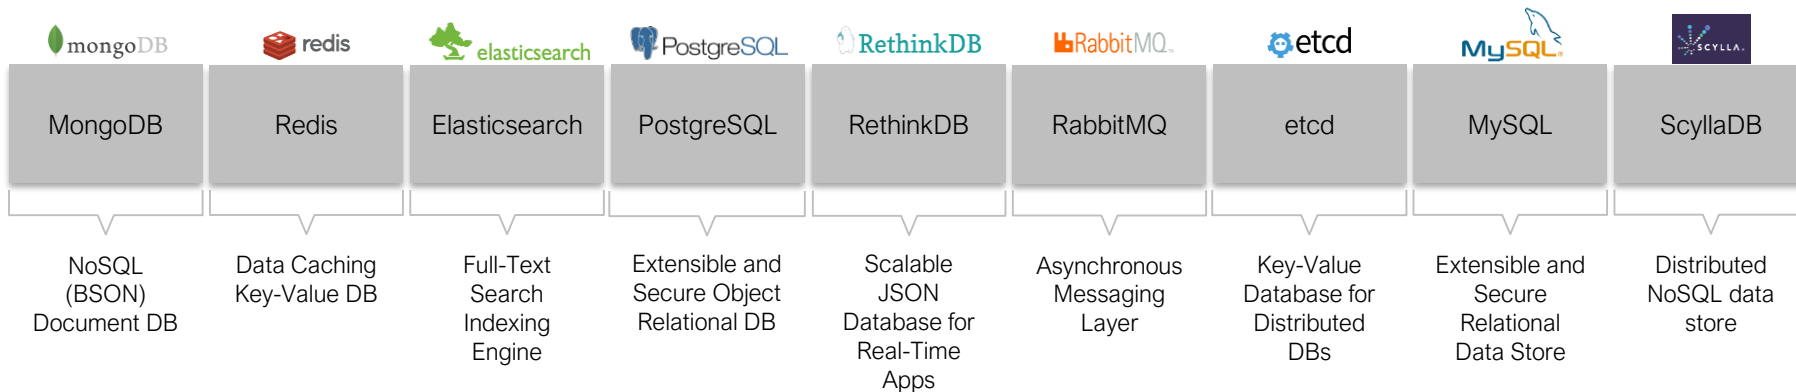 mongoDB
redis
elasticsearch
PostgreSQL
RethinkDB
RabbitMQ
etcd
MySQL
SCYLLA
MongoDB
Redis
Elasticsearch
PostgreSQL
RethinkDB
RabbitMQ
etcd
MySQL
ScyllaDB
NoSQL
(BSON)
Document DB
Data Caching
Key-Value DB
Full-Text
Search
Indexing
Engine
Extensible and
Secure Object
Relational DB
Scalable
JSON
Database for
Real-Time
Apps
Asynchronous
Messaging
Layer
Key-Value
Database for
Distributed
DBs
Extensible and
Secure
Relational
Data Store
Distributed
NoSQL data
store